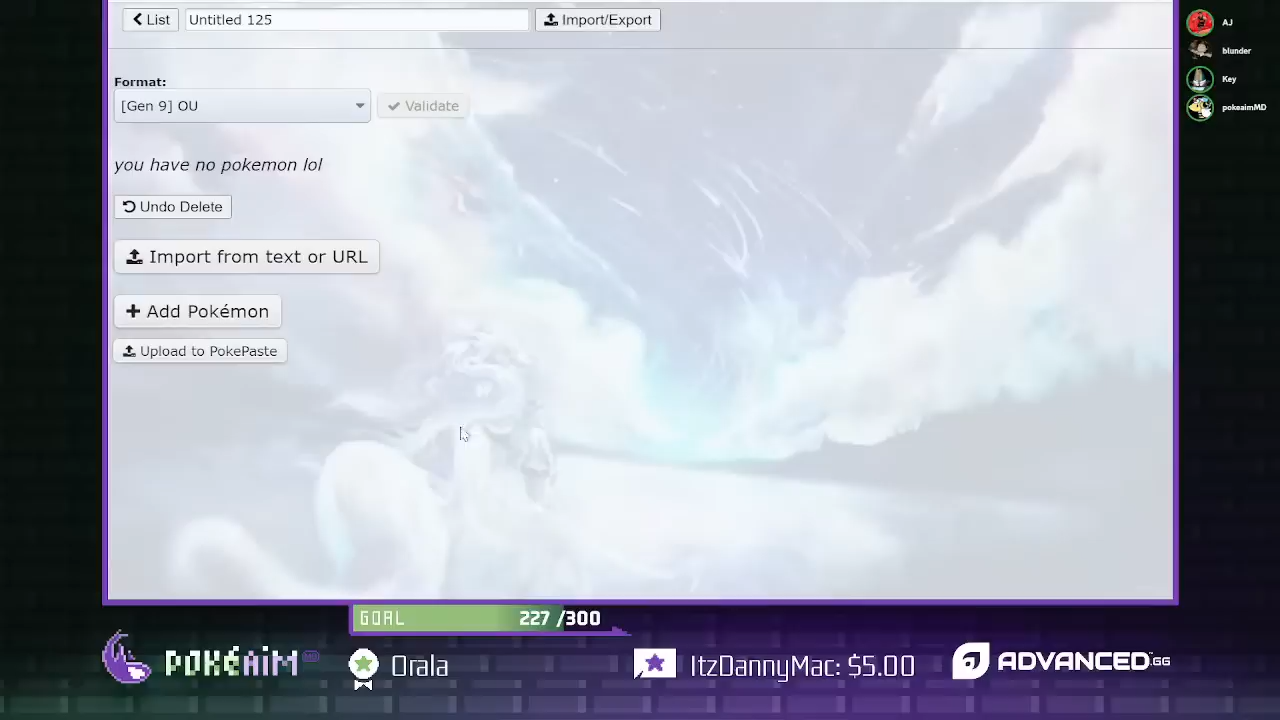 List
Untitled 125
Import/Export
AJ
blunder
Key
pokeaimMD
Format:
[Gen 9] OU
Validate
you have no pokemon lol
Undo Delete
Import from text or URL
Add Pokémon
Upload to PokePaste
GOAL 227 /300
POKéAIM MD
Orala
ItzDannyMac: $5.00
ADVANCED.GG